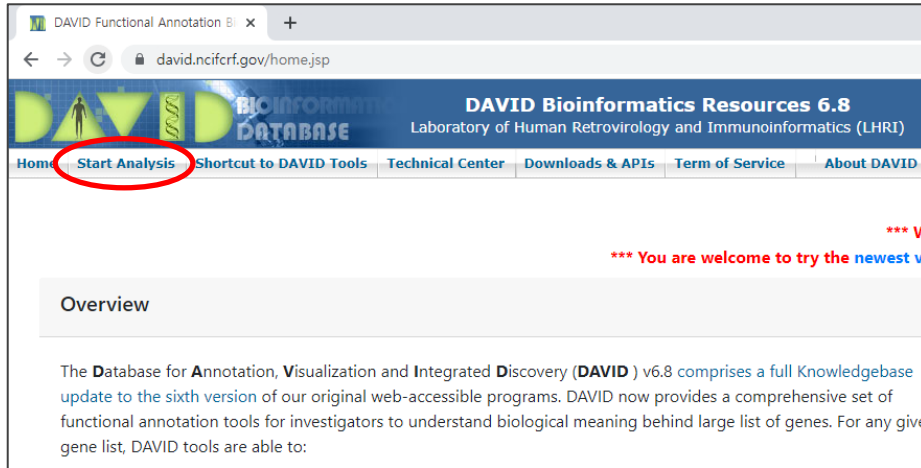 DAVID Functional Annotation Bi
david.ncifcrf.gov/home.jsp
DAVID BIOINFORMATIC DATABASE
DAVID Bioinformatics Resources 6.8
Laboratory of Human Retrovirology and Immunoinformatics (LHRI)
Home Start Analysis Shortcut to DAVID Tools Technical Center Downloads & APIs Term of Service About DAVID
*** 
*** You are welcome to try the newest
Overview
The Database for Annotation, Visualization and Integrated Discovery (DAVID ) v6.8 comprises a full Knowledgebase
update to the sixth version of our original web-accessible programs. DAVID now provides a comprehensive set of
functional annotation tools for investigators to understand biological meaning behind large list of genes. For any give
gene list, DAVID tools are able to: